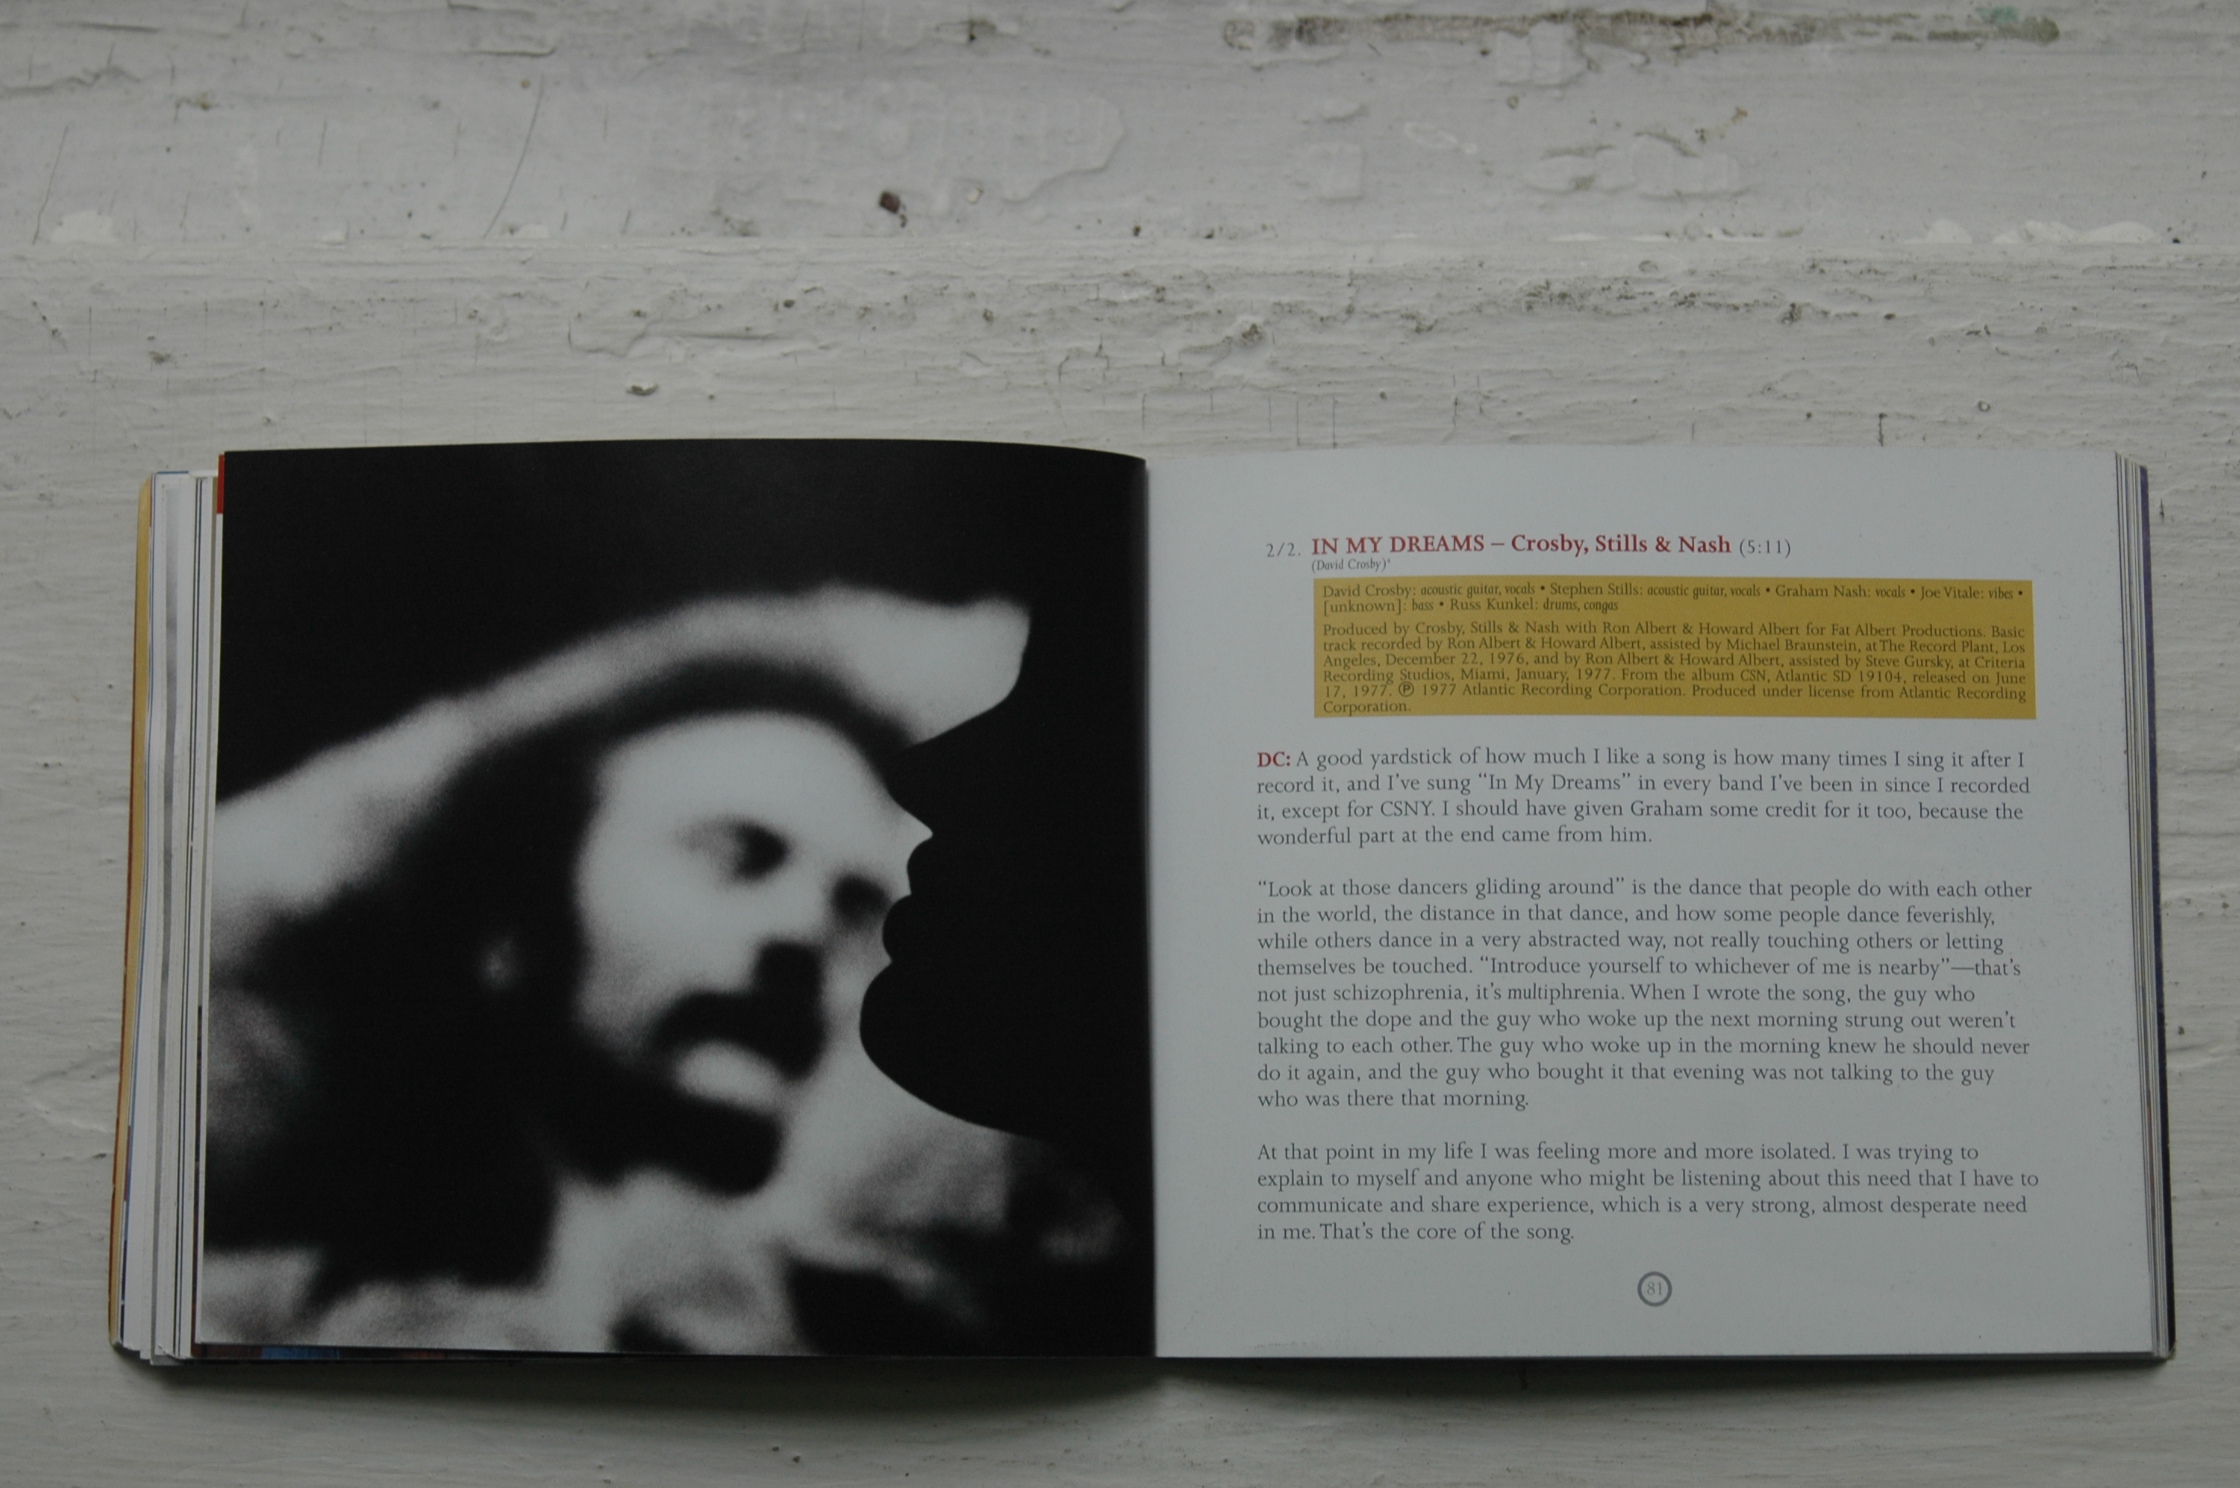 2/2. IN MY DREAMS – Crosby, Stills & Nash (5:11)
(David Crosby)*
David Crosby: acoustic guitar, vocals • Stephen Stills: acoustic guitar, vocals • Graham Nash: vocals • Joe Vitale: vibes •
[unknown]: bass • Russ Kunkel: drums, congas
Produced by Crosby, Stills & Nash with Ron Albert & Howard Albert for Fat Albert Productions. Basic
track recorded by Ron Albert & Howard Albert, assisted by Michael Braunstein, at The Record Plant, Los
Angeles, December 22, 1976, and by Ron Albert & Howard Albert, assisted by Steve Gursky, at Criteria
Recording Studios, Miami, January, 1977. From the album CSN, Atlantic SD 19104, released on June
17, 1977. ℗ 1977 Atlantic Recording Corporation. Produced under license from Atlantic Recording
Corporation.
DC: A good yardstick of how much I like a song is how many times I sing it after I
record it, and I've sung “In My Dreams” in every band I've been in since I recorded
it, except for CSNY. I should have given Graham some credit for it too, because the
wonderful part at the end came from him.
“Look at those dancers gliding around” is the dance that people do with each other
in the world, the distance in that dance, and how some people dance feverishly,
while others dance in a very abstracted way, not really touching others or letting
themselves be touched. “Introduce yourself to whichever of me is nearby”—that's
not just schizophrenia, it's multiphrenia. When I wrote the song, the guy who
bought the dope and the guy who woke up the next morning strung out weren't
talking to each other. The guy who woke up in the morning knew he should never
do it again, and the guy who bought it that evening was not talking to the guy
who was there that morning.
At that point in my life I was feeling more and more isolated. I was trying to
explain to myself and anyone who might be listening about this need that I have to
communicate and share experience, which is a very strong, almost desperate need
in me. That's the core of the song.
81